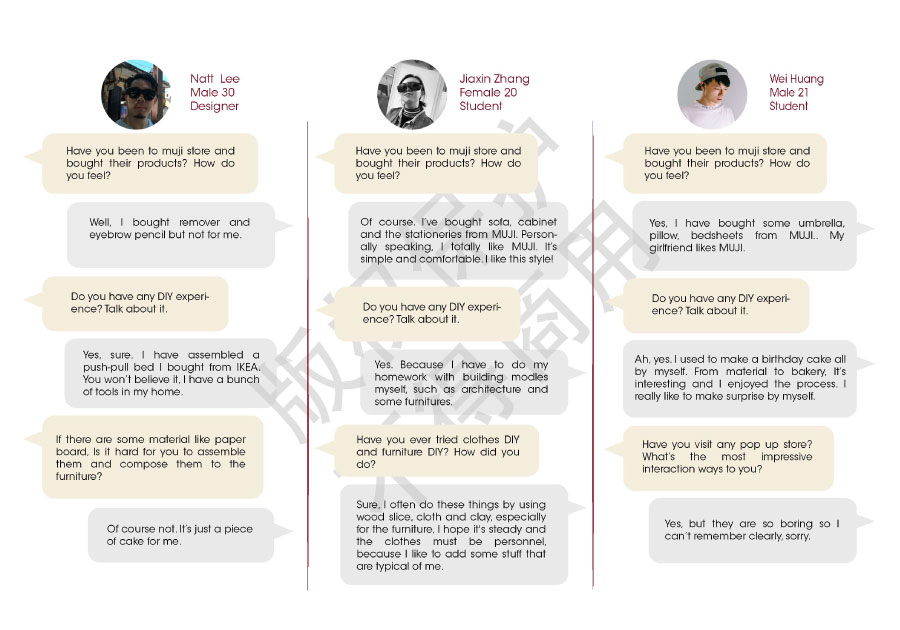 Natt Lee
Male 30
Designer
Have you been to muji store and
bought their products? How do
you feel?
Well, I bought remover and
eyebrow pencil but not for me.
Do you have any DIY experi-
ence? Talk about it.
Yes, sure. I have assembled a
push-pull bed I bought from IKEA.
You won't believe it, I have a bunch
of tools in my home.
If there are some material like paper
board, Is it hard for you to assemble
them and compose them to the
furniture?
Of course not. It's just a piece
of cake for me.
Jiaxin Zhang
Female 20
Student
Have you been to muji store and
bought their products? How do
you feel?
Of course. I've bought sofa, cabinet
and the stationeries from MUJI. Person-
ally speaking, I totally like MUJI. It's
simple and comfortable. I like this style!
Do you have any DIY experi-
ence? Talk about it.
Yes. Because I have to do my
homework with building modles
myself, such as architecture and
some furnitures.
Have you ever tried clothes DIY
and furniture DIY? How did you
do?
Sure, I often do these things by using
wood slice, cloth and clay, especially
for the furniture. I hope it's steady and
the clothes must be personnel,
because I like to add some stuff that
are typical of me.
Wei Huang
Male 21
Student
Have you been to muji store and
bought their products? How do
you feel?
Yes, I have bought some umbrella,
pillow, bedsheets from MUJI.. My
girlfriend likes MUJI.
Do you have any DIY experi-
ence? Talk about it.
Ah, yes. I used to make a birthday cake all
by myself. From material to bakery, It's
interesting and I enjoyed the process. I
really like to make surprise by myself.
Have you visit any pop up store?
What's the most impressive
interaction ways to you?
Yes, but they are so boring so I
can't remember clearly, sorry.
版权保护
不得商用